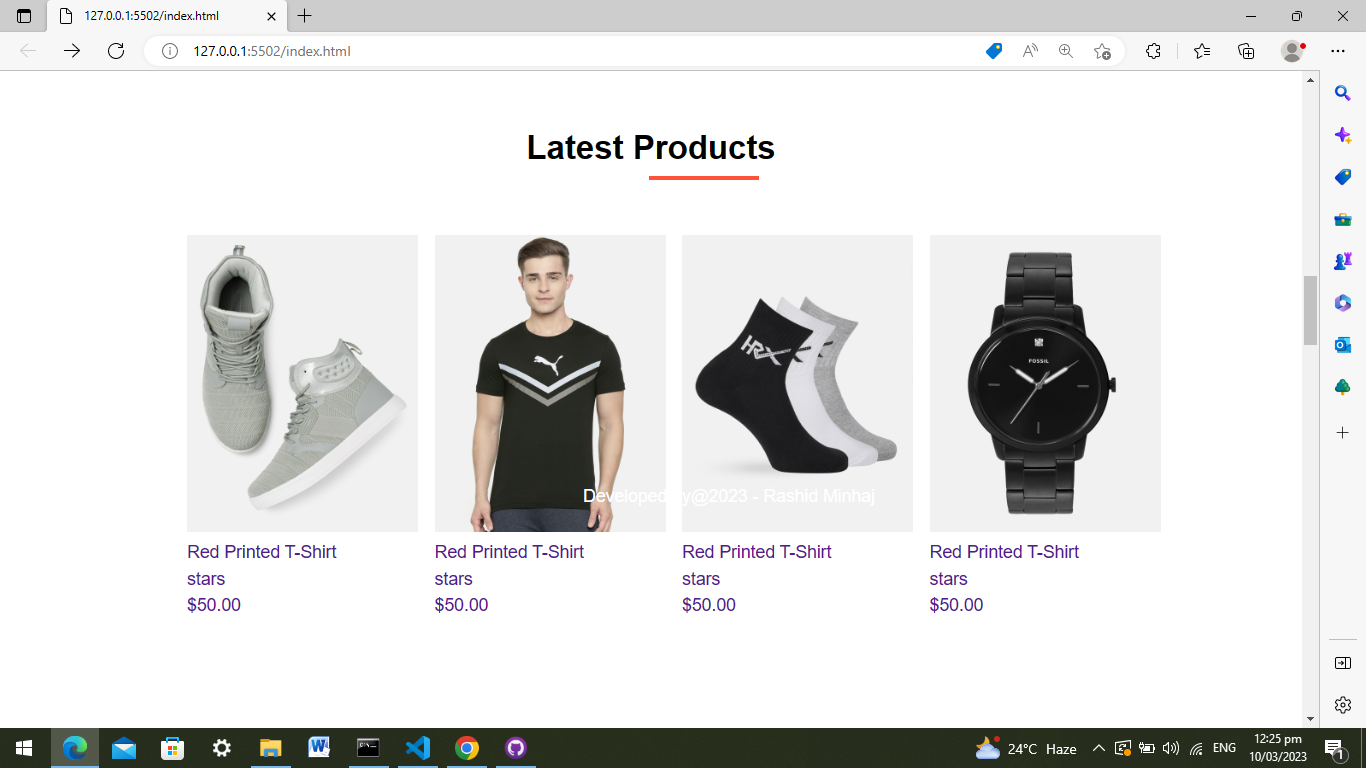 127.0.0.1:5502/index.html
127.0.0.1:5502/index.html
Latest Products
HRX
FOSSIL
Developed by@2023 - Rashid Minhaj
Red Printed T-Shirt
stars
$50.00
Red Printed T-Shirt
stars
$50.00
Red Printed T-Shirt
stars
$50.00
Red Printed T-Shirt
stars
$50.00
24°C Haze
ENG
12:25 pm
10/03/2023
1